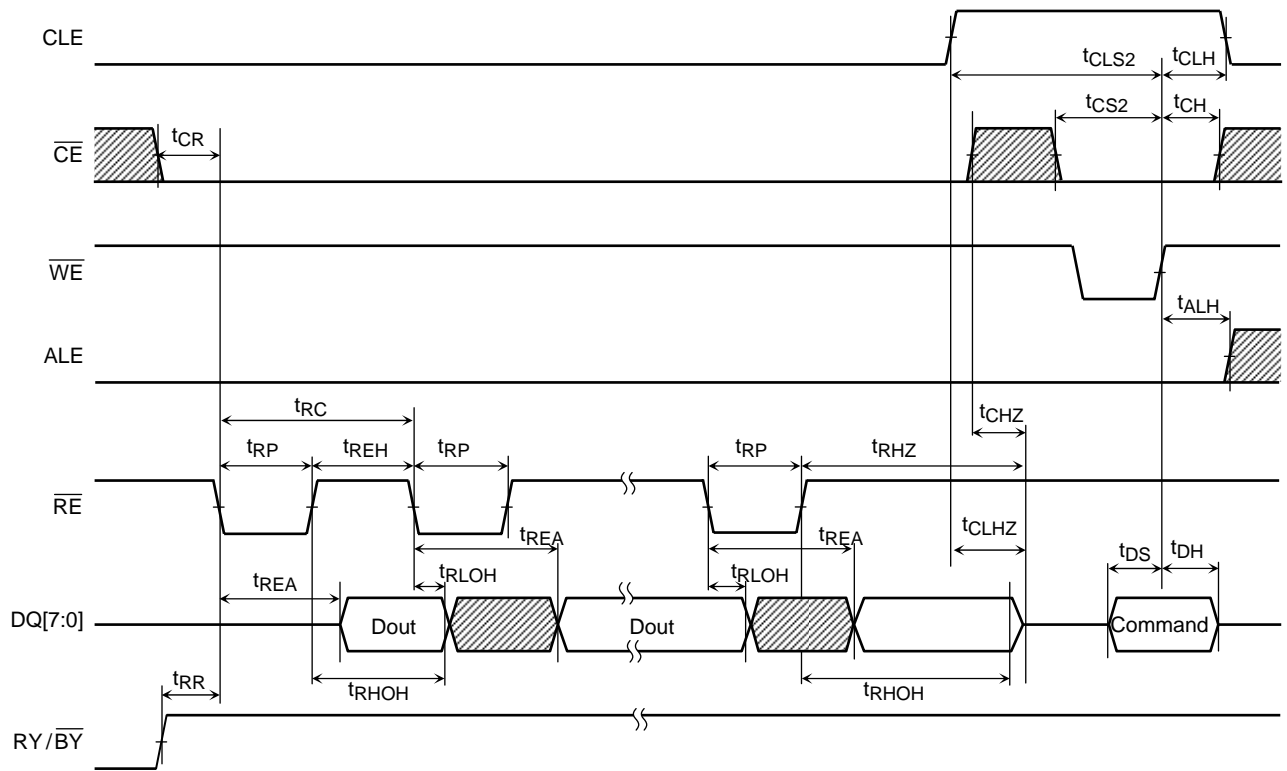 CLE
tCLS2 tCLH
CE
tCR
tCS2 tCH
WE
tALH
ALE
tRC
tCHZ
tRP tREH tRP tRP tRHZ
RE
tREA tREA tCLHZ
tREA tRLOH tRLOH tDS tDH
DQ[7:0] Dout Dout Command
tRHOH tRHOH
tRR
RY/BY